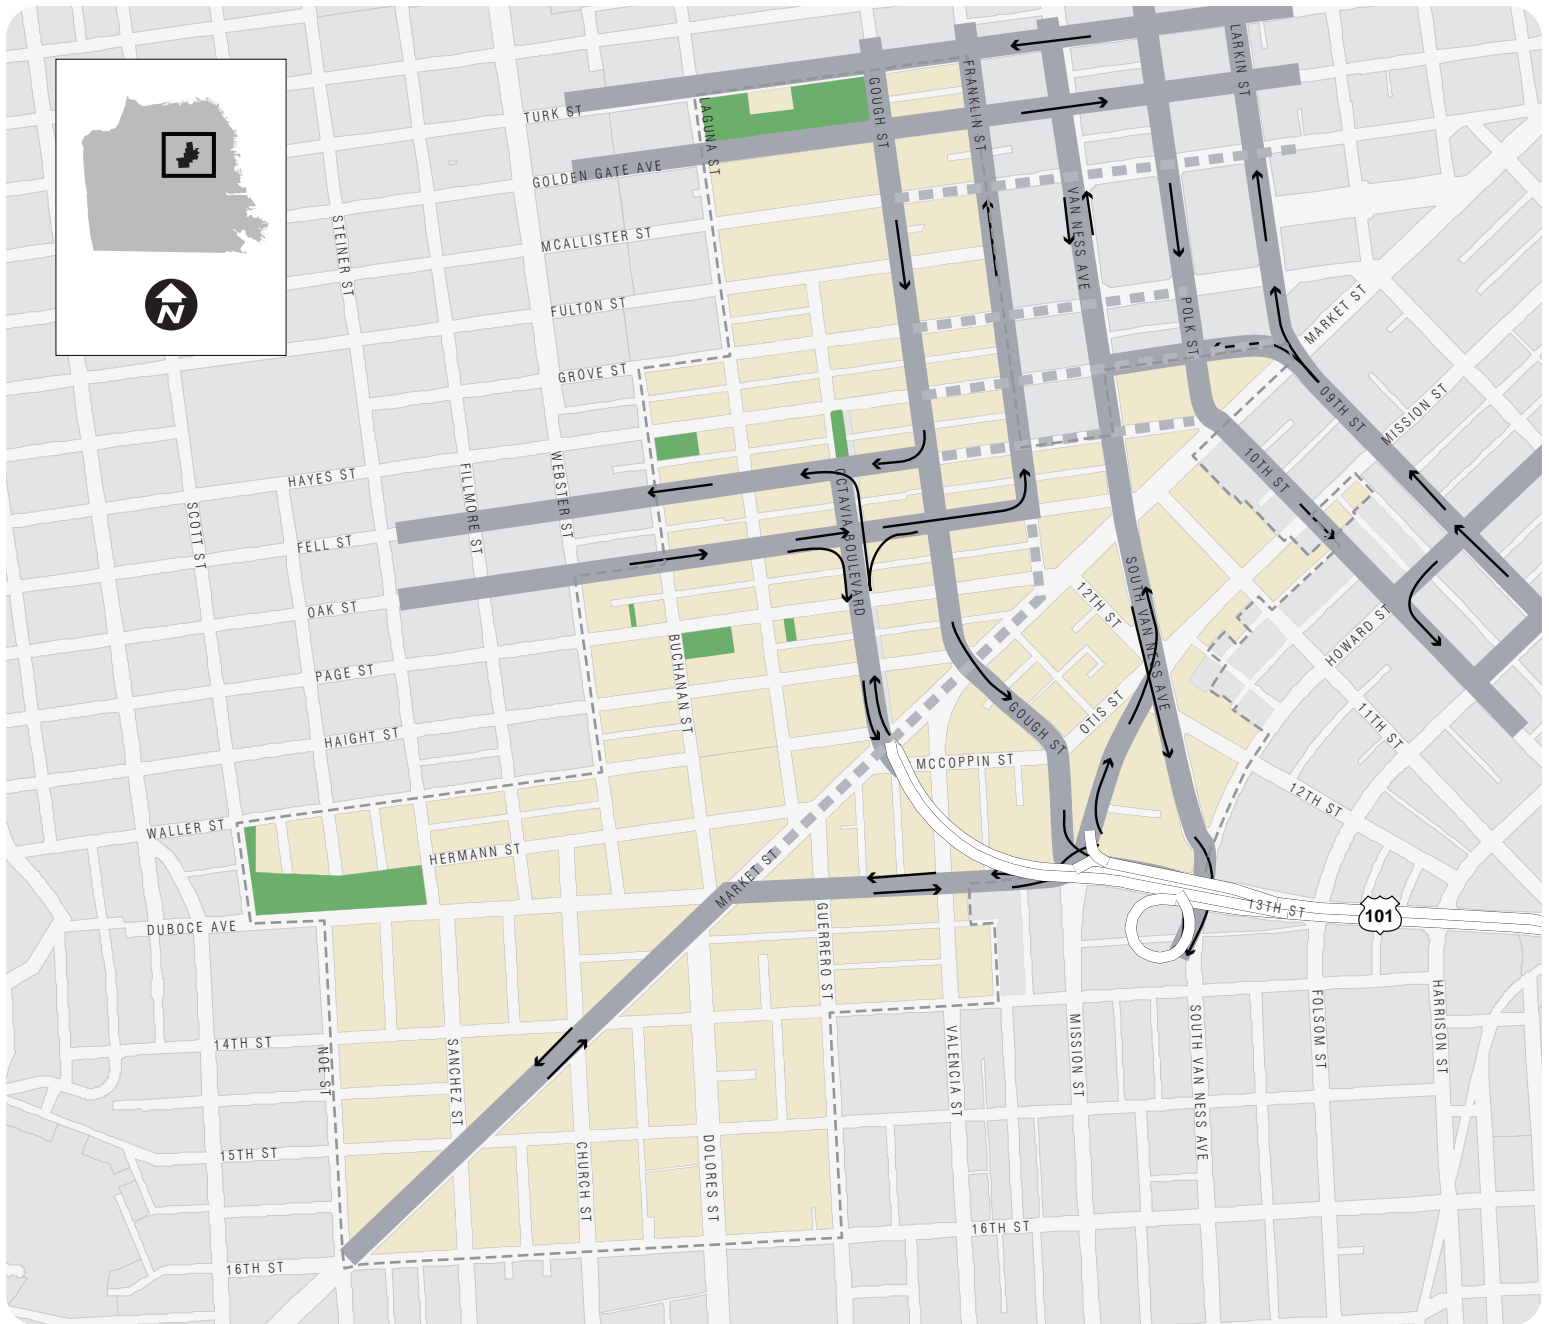 LARKIN ST
TURK ST
LAGUNA ST
GOUGH ST
FRANKLIN ST
GOLDEN GATE AVE
STEINER ST
MCALLISTER ST
VAN NESS AVE
FULTON ST
N
POLK ST
MARKET ST
GROVE ST
09TH ST
MISSION ST
HAYES ST
FILLMORE ST
WEBSTER ST
OCTAVIA BOULEVARD
10TH ST
SCOTT ST
FELL ST
OAK ST
12TH ST
SOUTH VAN NESS AVE
HOWARD ST
PAGE ST
BUCHANAN ST
OTIS ST
GOUGH ST
11TH ST
HAIGHT ST
MCCOPPIN ST
12TH ST
WALLER ST
HERMANN ST
MARKET ST
13TH ST
101
DUBOCE AVE
GUERRERO ST
14TH ST
NOE ST
SANCHEZ ST
VALENCIA ST
MISSION ST
SOUTH VAN NESS AVE
FOLSOM ST
HARRISON ST
15TH ST
CHURCH ST
DOLORES ST
16TH ST
16TH ST